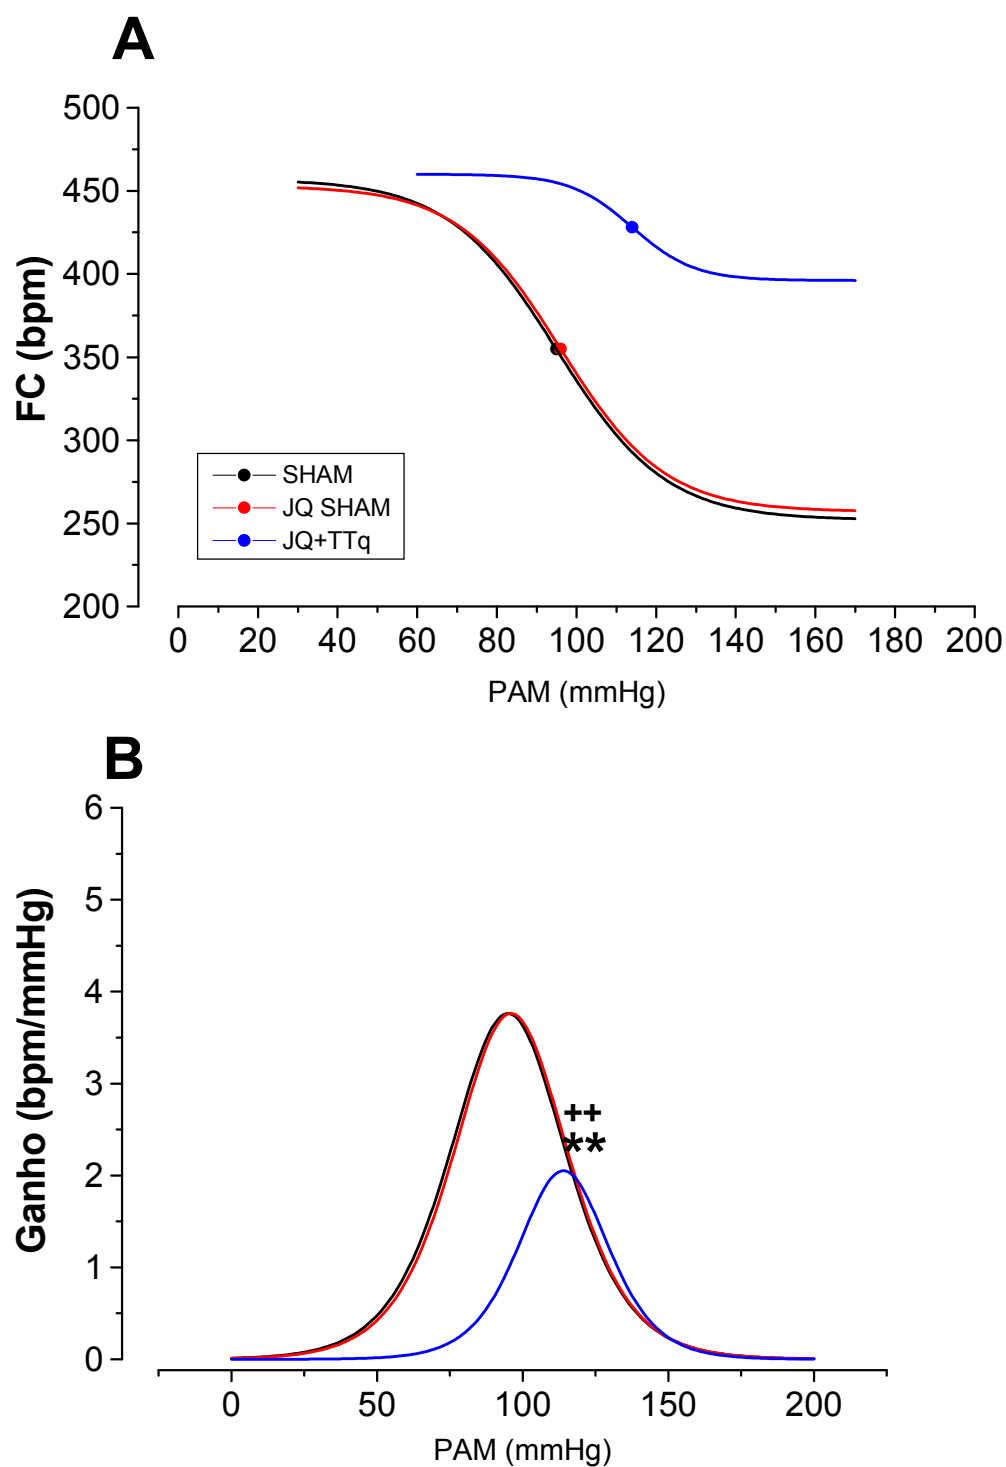 A
500
450
400
350
300
250
200
FC (bpm)
SHAM
JQ SHAM
JQ+TTq
0 20 40 60 80 100 120 140 160 180 200
PAM (mmHg)
B
6
5
4
3
2
1
0
Ganho (bpm/mmHg)
++
**
0 50 100 150 200
PAM (mmHg)